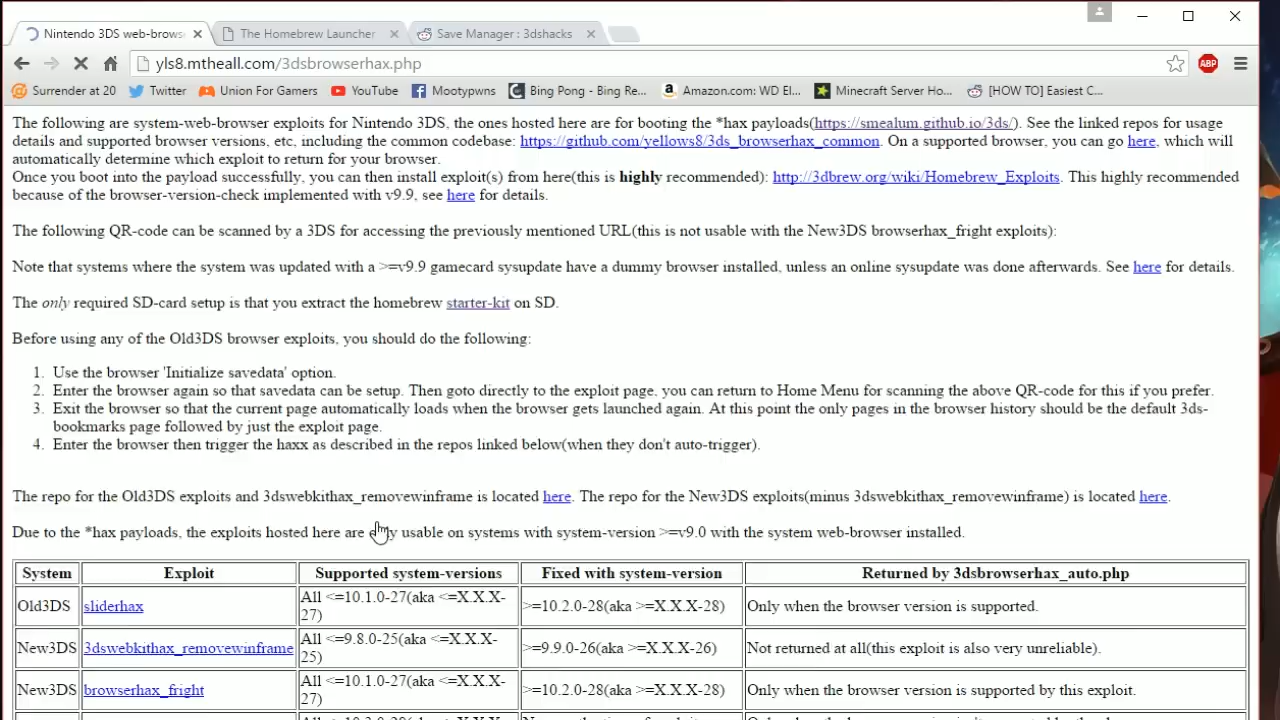 Nintendo 3DS web-brows
The Homebrew Launcher
Save Manager : 3dshacks
yls8.mtheall.com/3dsbrowserhax.php
ABP
Surrender at 20
Twitter
Union For Gamers
YouTube
Mootypwns
Bing Pong - Bing Re...
Amazon.com: WD El...
Minecraft Server Ho...
[HOW TO] Easiest C...
The following are system-web-browser exploits for Nintendo 3DS, the ones hosted here are for booting the *hax payloads(https://smealum.github.io/3ds/). See the linked repos for usage
details and supported browser versions, etc, including the common codebase: https://github.com/yellows8/3ds_browserhax_common. On a supported browser, you can go here, which will
automatically determine which exploit to return for your browser.
Once you boot into the payload successfully, you can then install exploit(s) from here(this is highly recommended): http://3dbrew.org/wiki/Homebrew_Exploits. This highly recommended
because of the browser-version-check implemented with v9.9, see here for details.
The following QR-code can be scanned by a 3DS for accessing the previously mentioned URL(this is not usable with the New3DS browserhax_fright exploits):
Note that systems where the system was updated with a >=v9.9 gamecard sysupdate have a dummy browser installed, unless an online sysupdate was done afterwards. See here for details.
The only required SD-card setup is that you extract the homebrew starter-kit on SD.
Before using any of the Old3DS browser exploits, you should do the following:
1. Use the browser 'Initialize savedata' option.
2. Enter the browser again so that savedata can be setup. Then goto directly to the exploit page, you can return to Home Menu for scanning the above QR-code for this if you prefer.
3. Exit the browser so that the current page automatically loads when the browser gets launched again. At this point the only pages in the browser history should be the default 3ds-
bookmarks page followed by just the exploit page.
4. Enter the browser then trigger the haxx as described in the repos linked below(when they don't auto-trigger).
The repo for the Old3DS exploits and 3dswebkithax_removewinframe is located here. The repo for the New3DS exploits(minus 3dswebkithax_removewinframe) is located here.
Due to the *hax payloads, the exploits hosted here are only usable on systems with system-version >=v9.0 with the system web-browser installed.
System Exploit Supported system-versions Fixed with system-version Returned by 3dsbrowserhax_auto.php
Old3DS sliderhax All <=10.1.0-27(aka <=X.X.X-
27) >=10.2.0-28(aka >=X.X.X-28) Only when the browser version is supported.
New3DS 3dswebkithax_removewinframe All <=9.8.0-25(aka <=X.X.X-
25) >=9.9.0-26(aka >=X.X.X-26) Not returned at all(this exploit is also very unreliable).
New3DS browserhax_fright All <=10.1.0-27(aka <=X.X.X-
27) >=10.2.0-28(aka >=X.X.X-28) Only when the browser version is supported by this exploit.